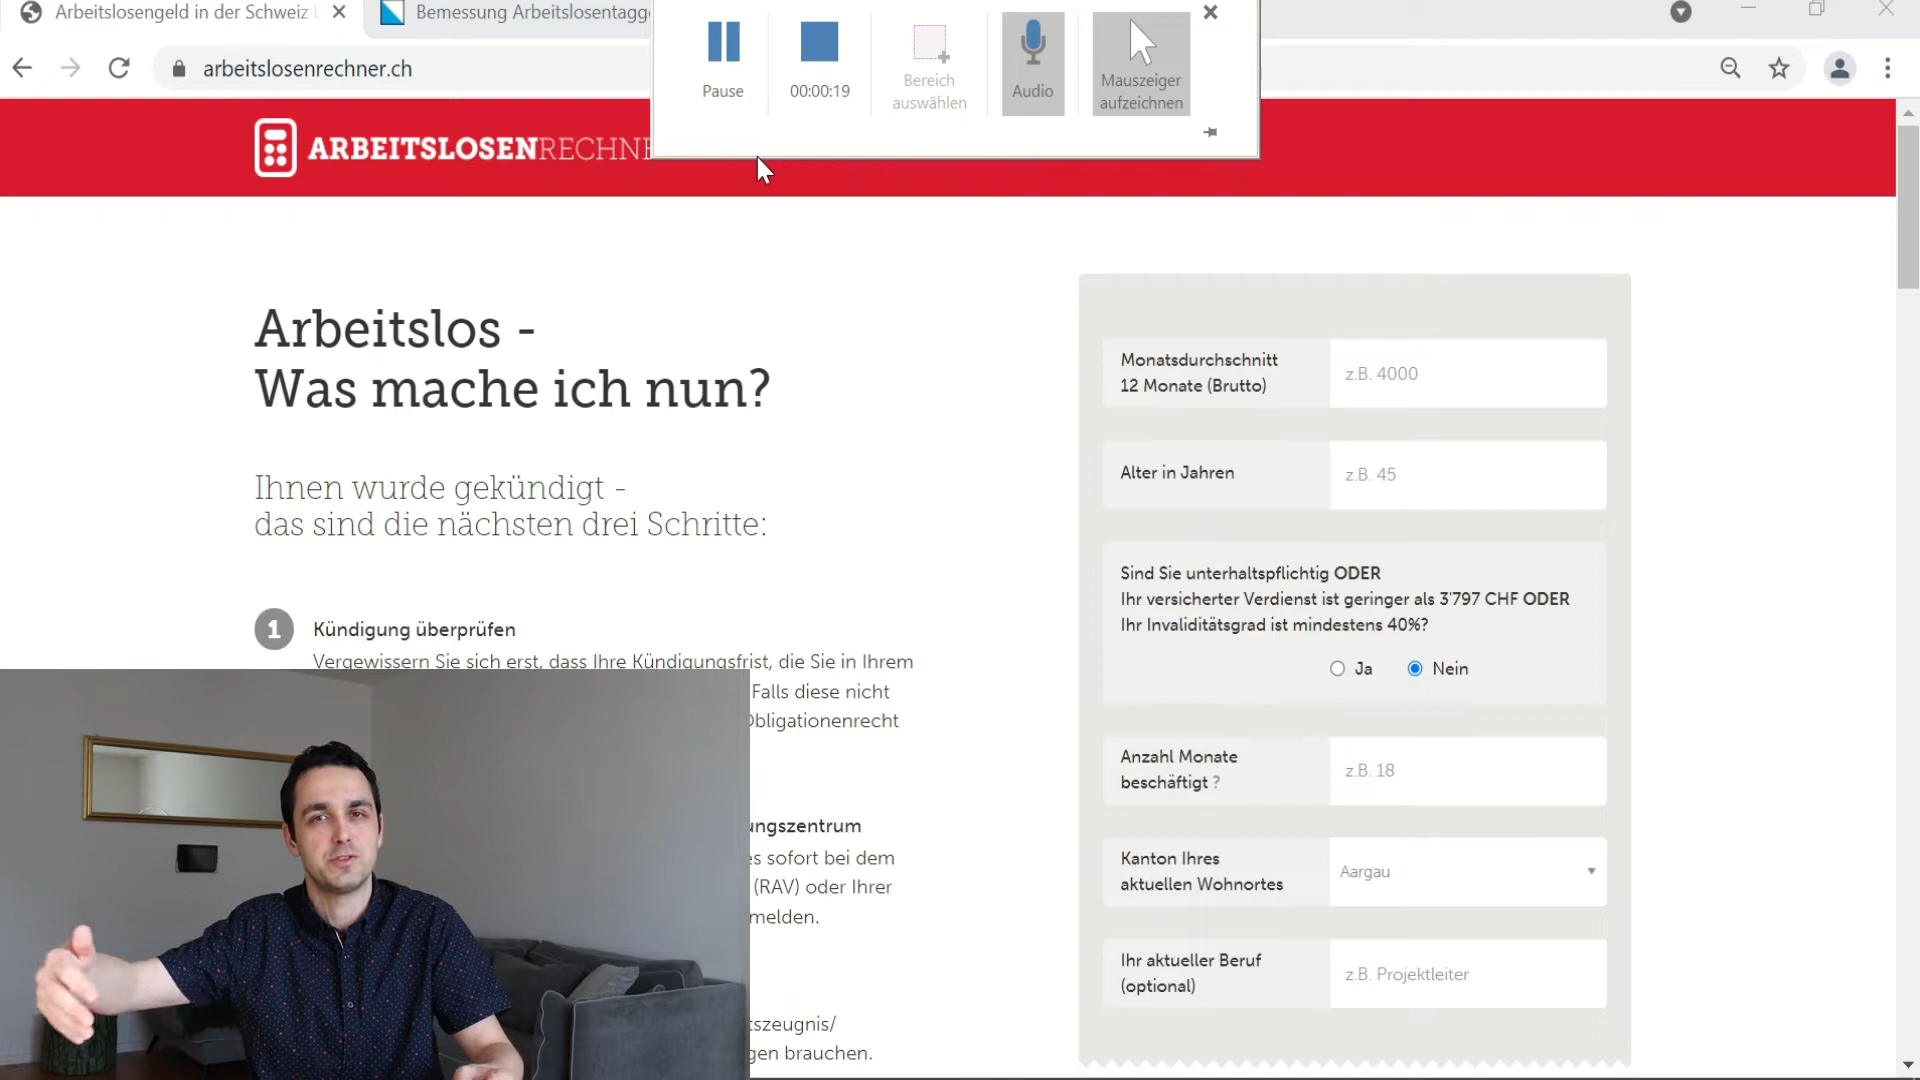 Arbeitslosengeld in der Schweiz
Bemessung Arbeitslosentagg
Pause
00:00:19
Bereich
auswählen
Audio
Mauszeiger
aufzeichnen
arbeitslosenrechner.ch
ARBEITSLOSENRECHNE
Arbeitslos -
Was mache ich nun?
Ihnen wurde gekündigt -
das sind die nächsten drei Schritte:
1 Kündigung überprüfen
Vergewissern Sie sich erst, dass Ihre Kündigungsfrist, die Sie in Ihrem
Falls diese nicht
Obligationenrecht
ungszentrum
es sofort bei dem
(RAV) oder Ihrer
melden.
tszeugnis/
gen brauchen.
Monatsdurchschnitt
12 Monate (Brutto)
z.B. 4000
Alter in Jahren
z.B. 45
Sind Sie unterhaltspflichtig ODER
Ihr versicherter Verdienst ist geringer als 3'797 CHF ODER
Ihr Invaliditätsgrad ist mindestens 40%?
Ja
Nein
Anzahl Monate
beschäftigt ?
z.B. 18
Kanton Ihres
aktuellen Wohnortes
Aargau
Ihr aktueller Beruf
(optional)
z.B. Projektleiter